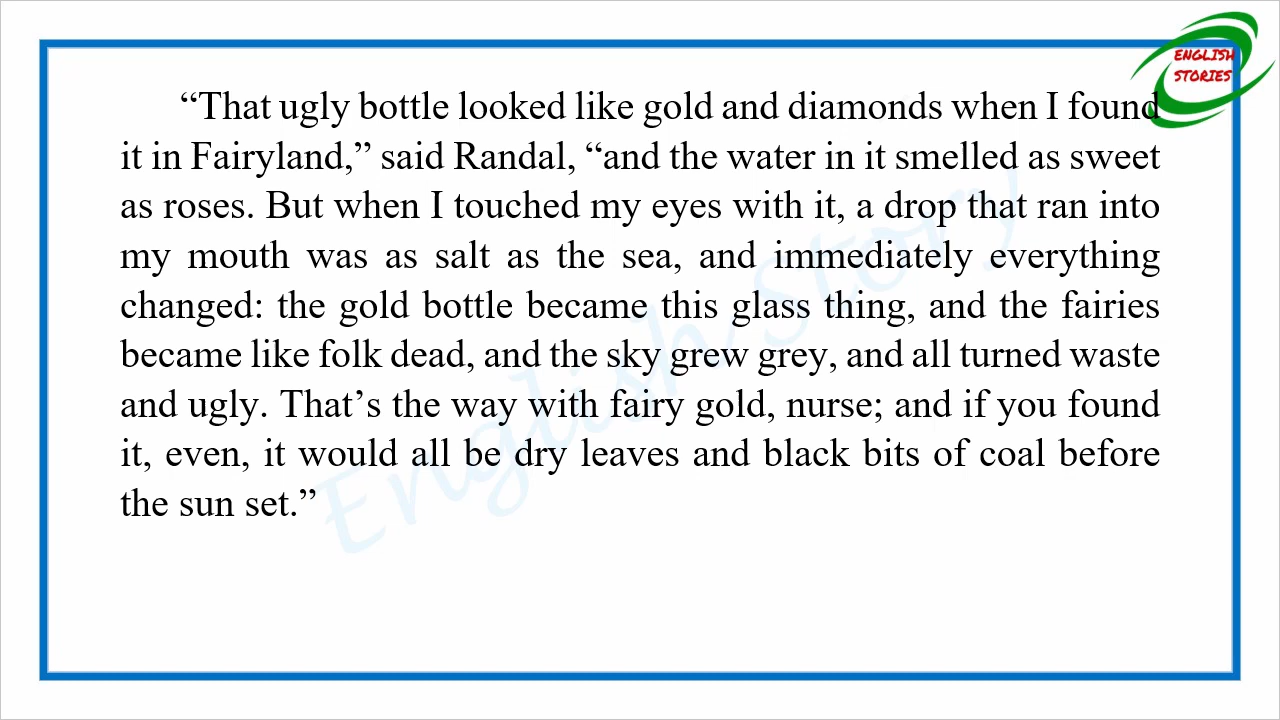 ENGLISH
STORIES
“That ugly bottle looked like gold and diamonds when I found
it in Fairyland,” said Randal, “and the water in it smelled as sweet
as roses. But when I touched my eyes with it, a drop that ran into
my mouth was as salt as the sea, and immediately everything
changed: the gold bottle became this glass thing, and the fairies
became like folk dead, and the sky grew grey, and all turned waste
and ugly. That’s the way with fairy gold, nurse; and if you found
it, even, it would all be dry leaves and black bits of coal before
the sun set.”
English Story